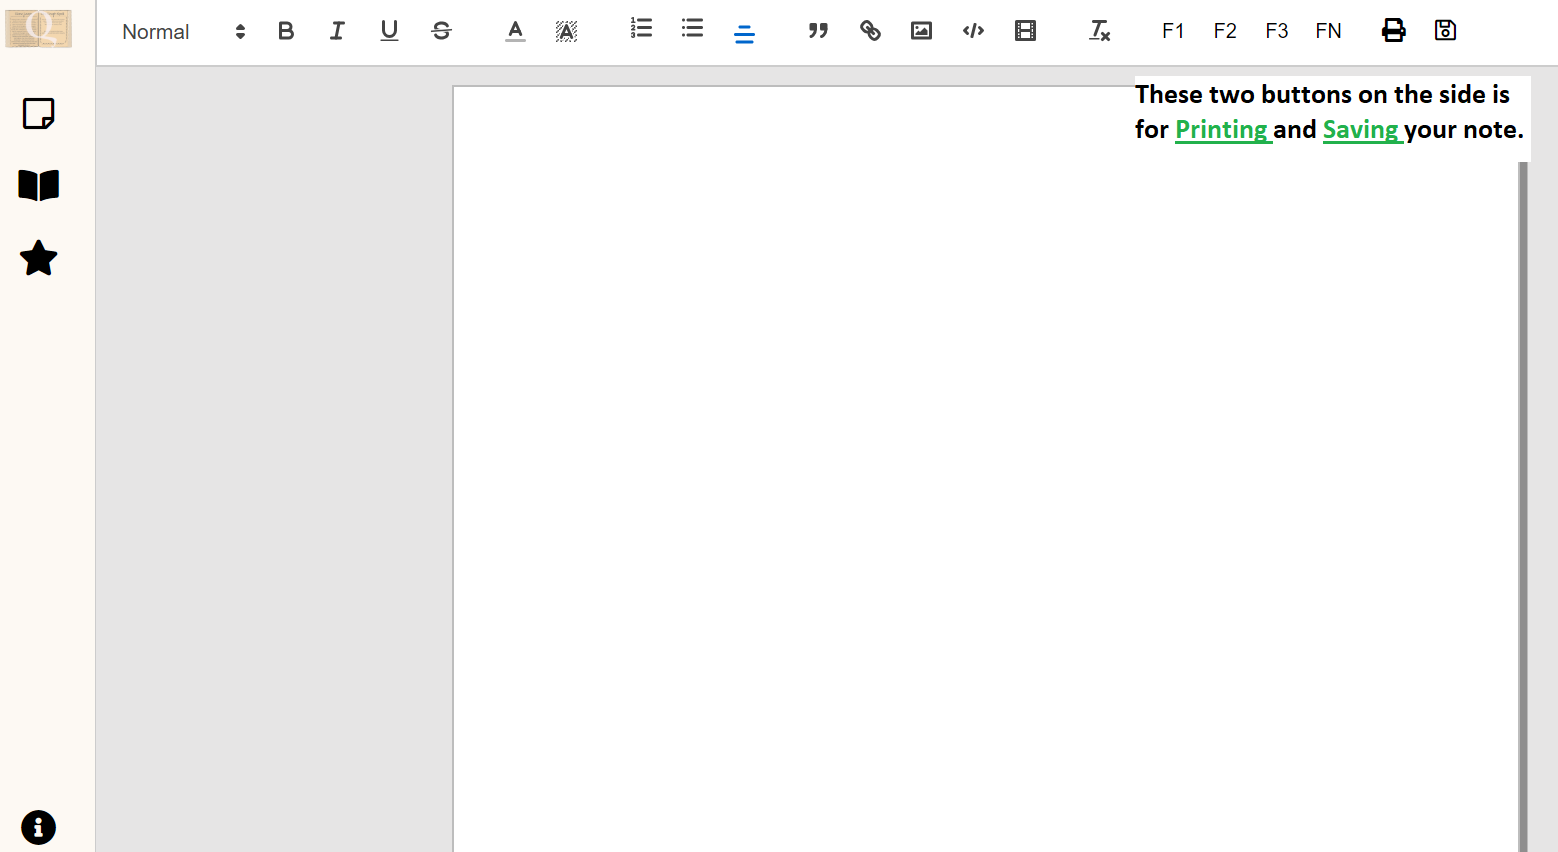 Normal
F1 F2 F3 FN
These two buttons on the side is
for Printing and Saving your note.